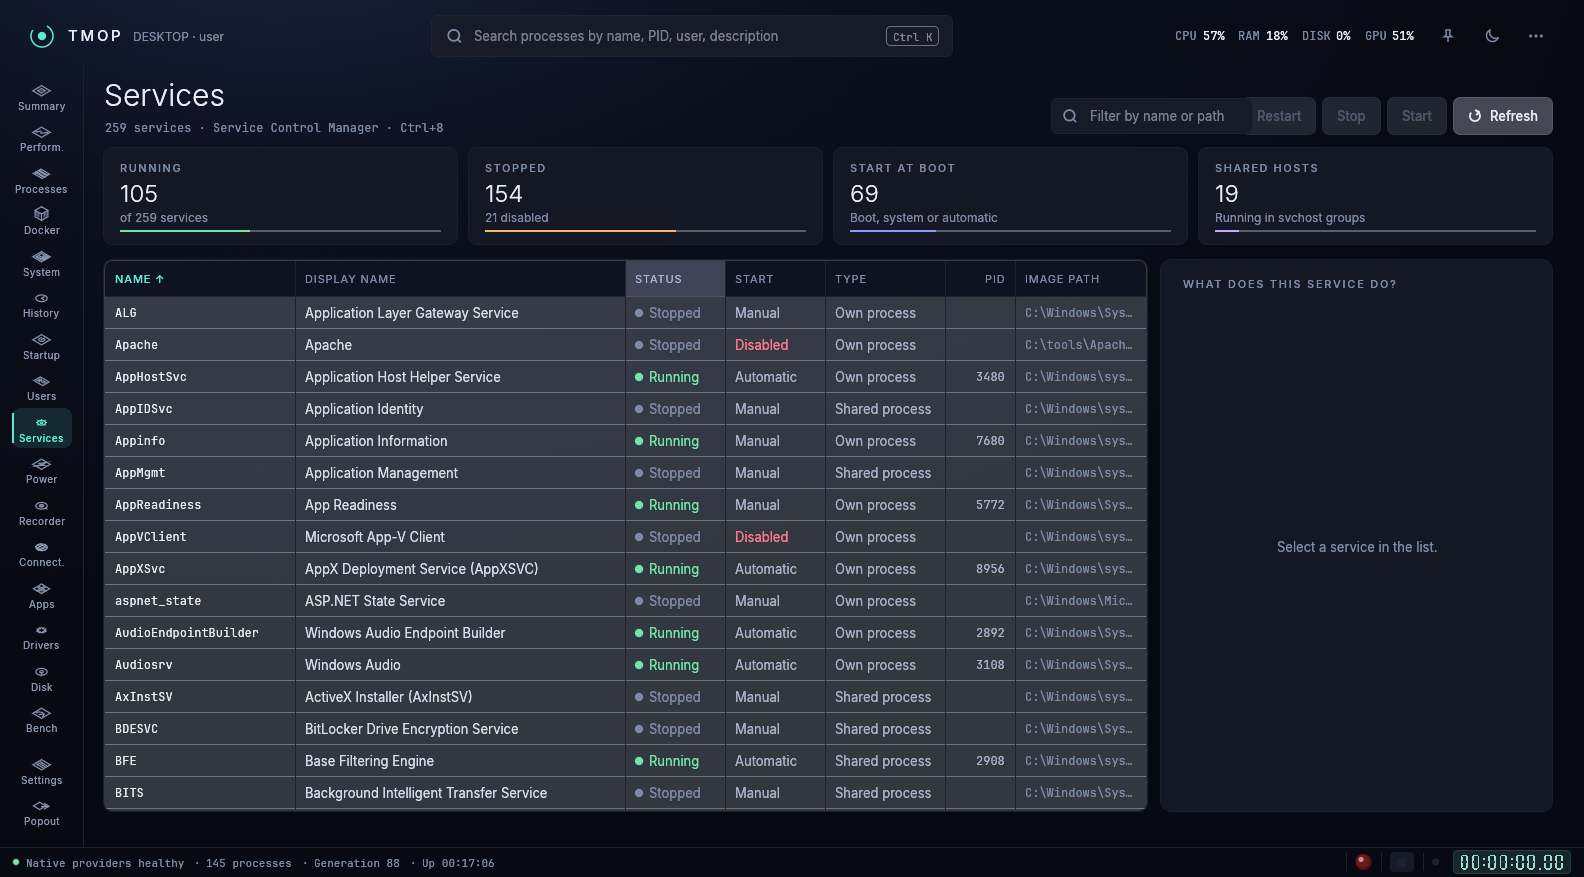 TMOP DESKTOP · user
Search processes by name, PID, user, description Ctrl K
CPU 57% RAM 18% DISK 0% GPU 51%
Summary
Perform.
Processes
Docker
System
History
Startup
Users
Services
Power
Recorder
Connect.
Apps
Drivers
Disk
Bench
Settings
Popout
Services
259 services · Service Control Manager · Ctrl+8
Filter by name or path Restart Stop Start Refresh
RUNNING
105
of 259 services
STOPPED
154
21 disabled
START AT BOOT
69
Boot, system or automatic
SHARED HOSTS
19
Running in svchost groups
NAME ↑ DISPLAY NAME STATUS START TYPE PID IMAGE PATH
ALG Application Layer Gateway Service Stopped Manual Own process C:\Windows\Sys…
Apache Apache Stopped Disabled Own process C:\tools\Apach…
AppHostSvc Application Host Helper Service Running Automatic Own process 3480 C:\Windows\sys…
AppIDSvc Application Identity Stopped Manual Shared process C:\Windows\sys…
Appinfo Application Information Running Manual Own process 7680 C:\Windows\sys…
AppMgmt Application Management Stopped Manual Shared process C:\Windows\sys…
AppReadiness App Readiness Running Manual Own process 5772 C:\Windows\Sys…
AppVClient Microsoft App-V Client Stopped Disabled Own process C:\Windows\sys…
AppXSvc AppX Deployment Service (AppXSVC) Running Automatic Own process 8956 C:\Windows\sys…
aspnet_state ASP.NET State Service Stopped Manual Own process C:\Windows\Mic…
AudioEndpointBuilder Windows Audio Endpoint Builder Running Automatic Own process 2892 C:\Windows\Sys…
Audiosrv Windows Audio Running Automatic Own process 3108 C:\Windows\Sys…
AxInstSV ActiveX Installer (AxInstSV) Stopped Manual Shared process C:\Windows\Sys…
BDESVC BitLocker Drive Encryption Service Stopped Manual Shared process C:\Windows\Sys…
BFE Base Filtering Engine Running Automatic Shared process 2908 C:\Windows\sys…
BITS Background Intelligent Transfer Service Stopped Manual Shared process C:\Windows\Sys…
WHAT DOES THIS SERVICE DO?
Select a service in the list.
Native providers healthy · 145 processes · Generation 88 · Up 00:17:06
00:00:00.00